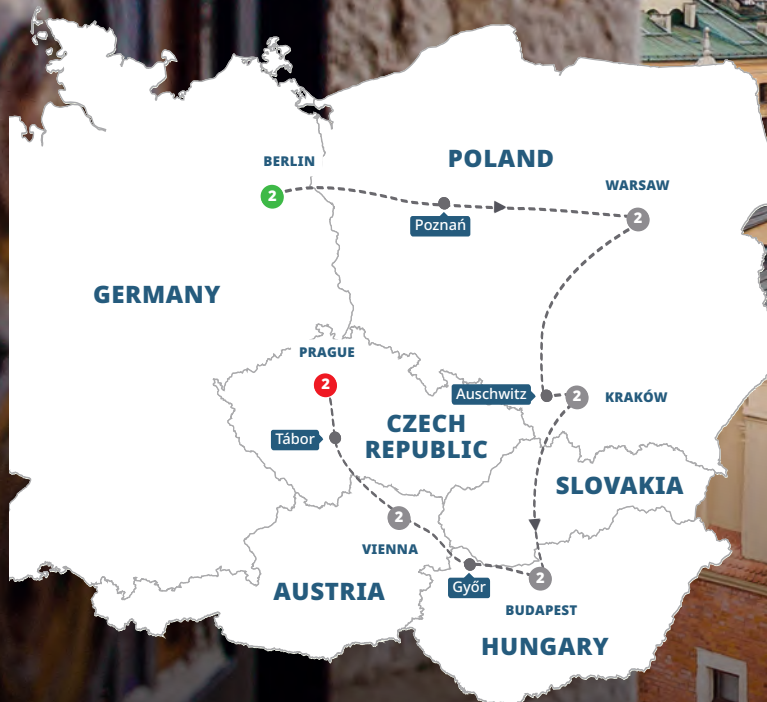 BERLIN
2
POLAND
WARSAW
2
Poznań
GERMANY
PRAGUE
2
Auschwitz
2
KRAKÓW
CZECH
REPUBLIC
Tábor
SLOVAKIA
2
VIENNA
AUSTRIA
Győr
2
BUDAPEST
HUNGARY